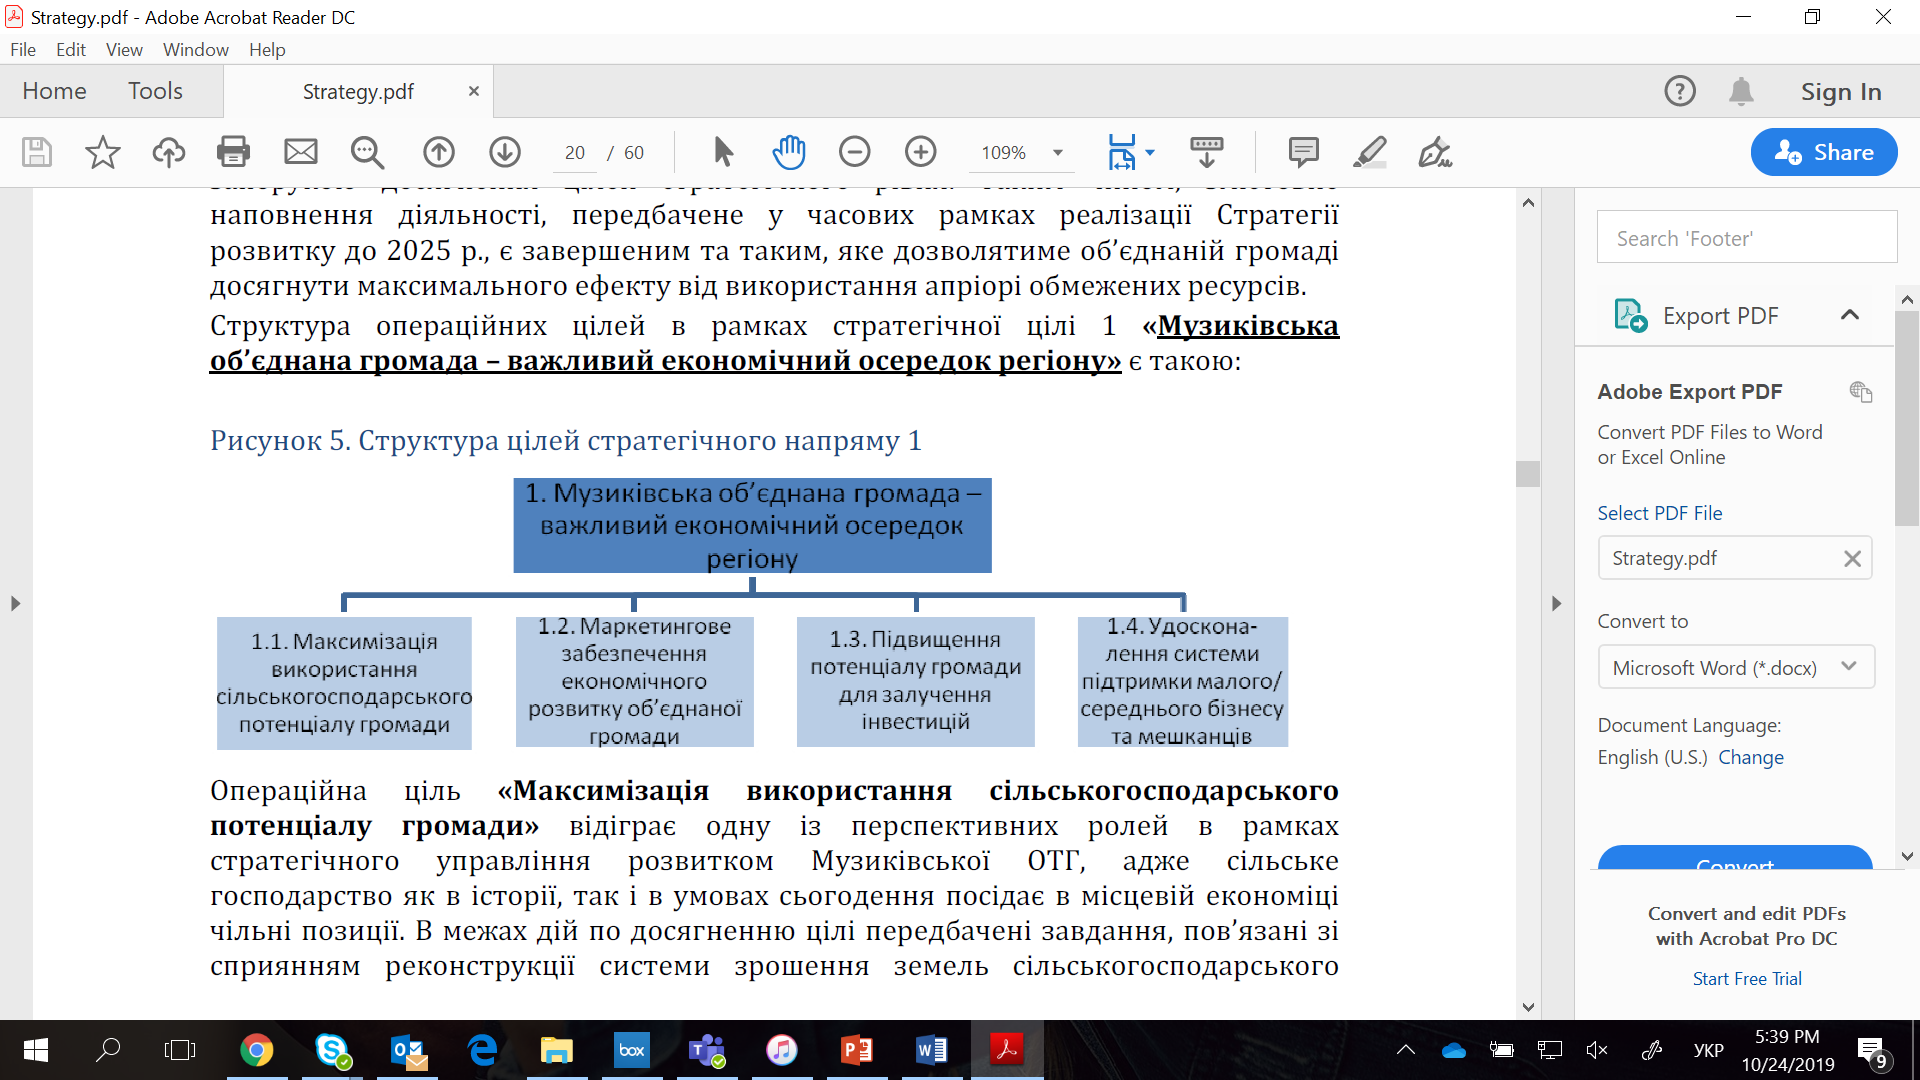 Strategy.pdf - Adobe Acrobat Reader DC
File Edit View Window Help
Home Tools Strategy.pdf Sign In
20 / 60 109% Share
наповнення діяльності, передбачене у часових рамках реалізації Стратегії
розвитку до 2025 р., є завершеним та таким, яке дозволятиме об’єднаній громаді
досягнути максимального ефекту від використання апріорі обмежених ресурсів.
Структура операційних цілей в рамках стратегічної цілі 1 «Музиківська
об’єднана громада – важливий економічний осередок регіону» є такою:
Рисунок 5. Структура цілей стратегічного напряму 1
1. Музиківська об’єднана громада –
важливий економічний осередок
регіону
1.1. Максимізація
використання
сільськогосподарського
потенціалу громади
1.2. Маркетингове
забезпечення
економічного
розвитку об’єднаної
громади
1.3. Підвищення
потенціалу громади
для залучення
інвестицій
1.4. Удоскона-
лення системи
підтримки малого/
середнього бізнесу
та мешканців
Операційна ціль «Максимізація використання сільськогосподарського
потенціалу громади» відіграє одну із перспективних ролей в рамках
стратегічного управління розвитком Музиківської ОТГ, адже сільське
господарство як в історії, так і в умовах сьогодення посідає в місцевій економіці
чільні позиції. В межах дій по досягненню цілі передбачені завдання, пов’язані зі
сприянням реконструкції системи зрошення земель сільськогосподарського
Search 'Footer'
Export PDF
Adobe Export PDF
Convert PDF Files to Word
or Excel Online
Select PDF File
Strategy.pdf
Convert to
Microsoft Word (*.docx)
Document Language:
English (U.S.) Change
Convert
Convert and edit PDFs
with Acrobat Pro DC
Start Free Trial
box
УКР
5:39 PM
10/24/2019
9